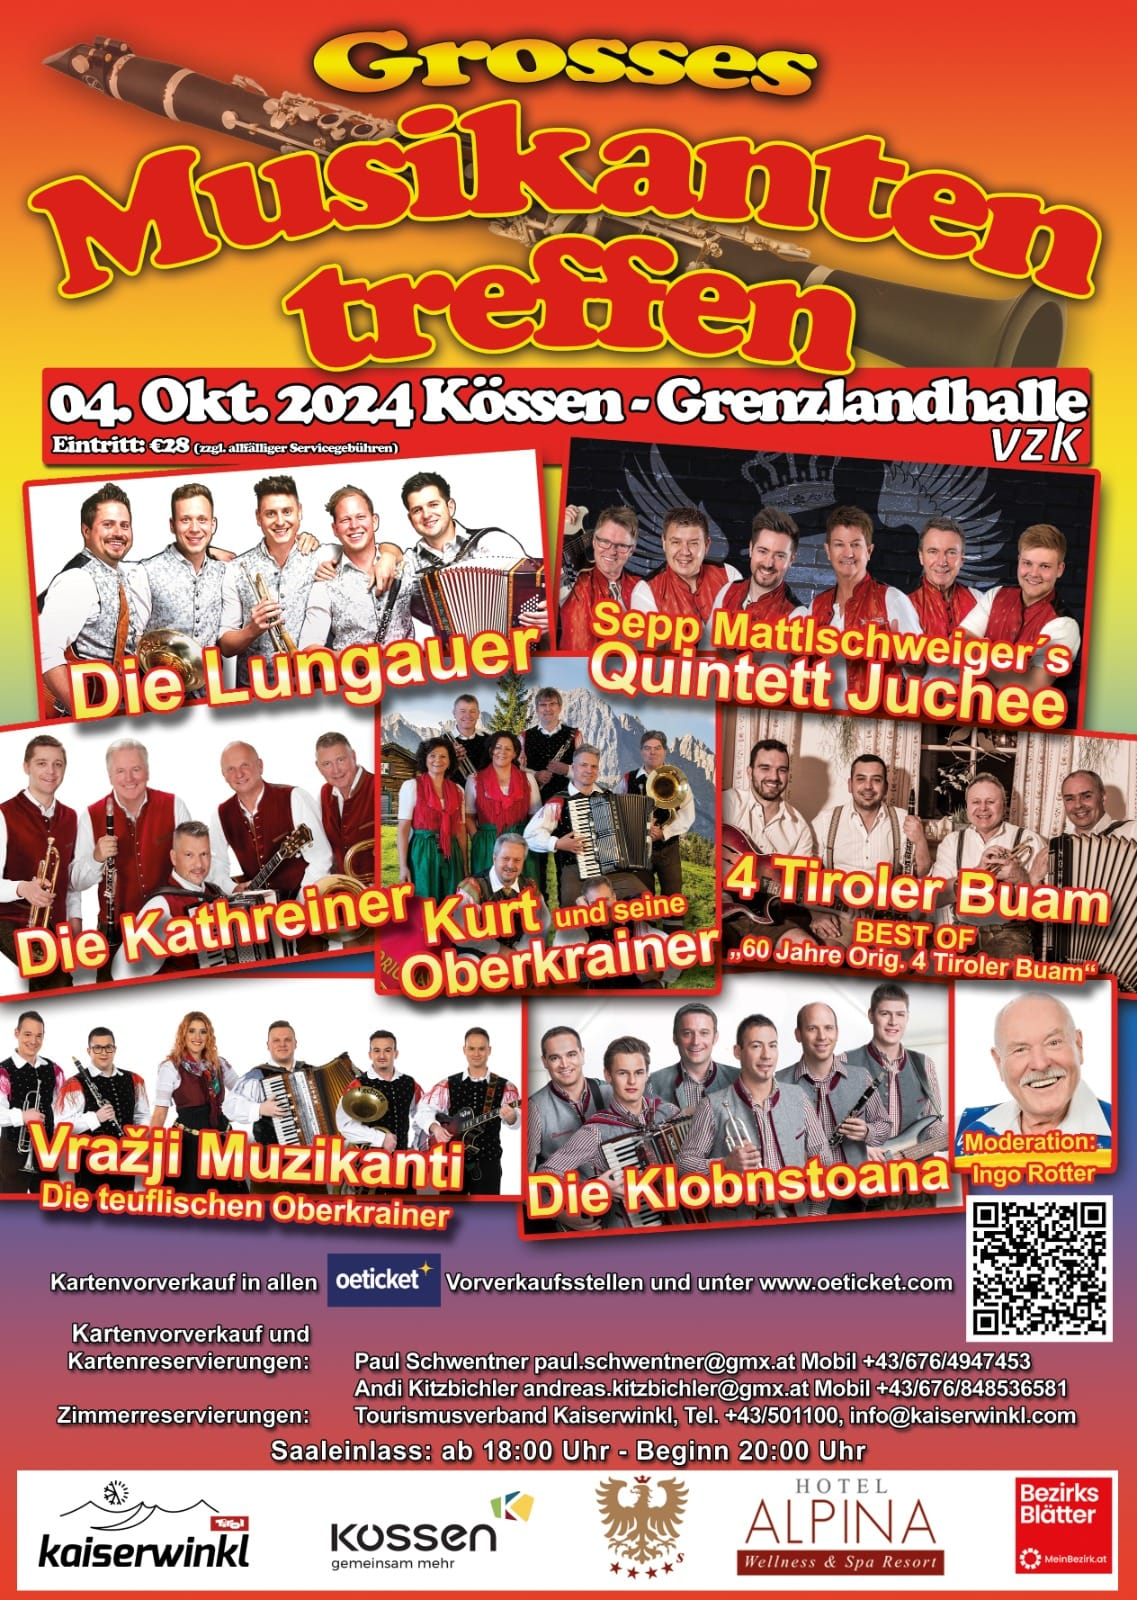 Grosses
Musikanten
treffen
04. Okt. 2024 Kössen - Grenzlandhalle
Eintritt: €28 (zzgl. allfälliger Servicegebühren)
vzk
Die Lungauer
Sepp Mattlschweiger´s
Quintett Juchee
Die Kathreiner
Kurt und seine
Oberkrainer
4 Tiroler Buam
BEST OF
„60 Jahre Orig. 4 Tiroler Buam“
Vražji Muzikanti
Die teuflischen Oberkrainer
Die Klobnstoana
Moderation:
Ingo Rotter
Kartenvorverkauf in allen oeticket Vorverkaufsstellen und unter www.oeticket.com
Kartenvorverkauf und
Kartenreservierungen: Paul Schwentner paul.schwentner@gmx.at Mobil +43/676/4947453
Andi Kitzbichler andreas.kitzbichler@gmx.at Mobil +43/676/848536581
Zimmerreservierungen: Tourismusverband Kaiserwinkl, Tel. +43/501100, info@kaiserwinkl.com
Saaleinlass: ab 18:00 Uhr - Beginn 20:00 Uhr
Tirol
kaiserwinkl
K
KÖSSEN
gemeinsam mehr
S
HOTEL
ALPINA
Wellness & Spa Resort
Bezirks
Blätter
MeinBezirk.at